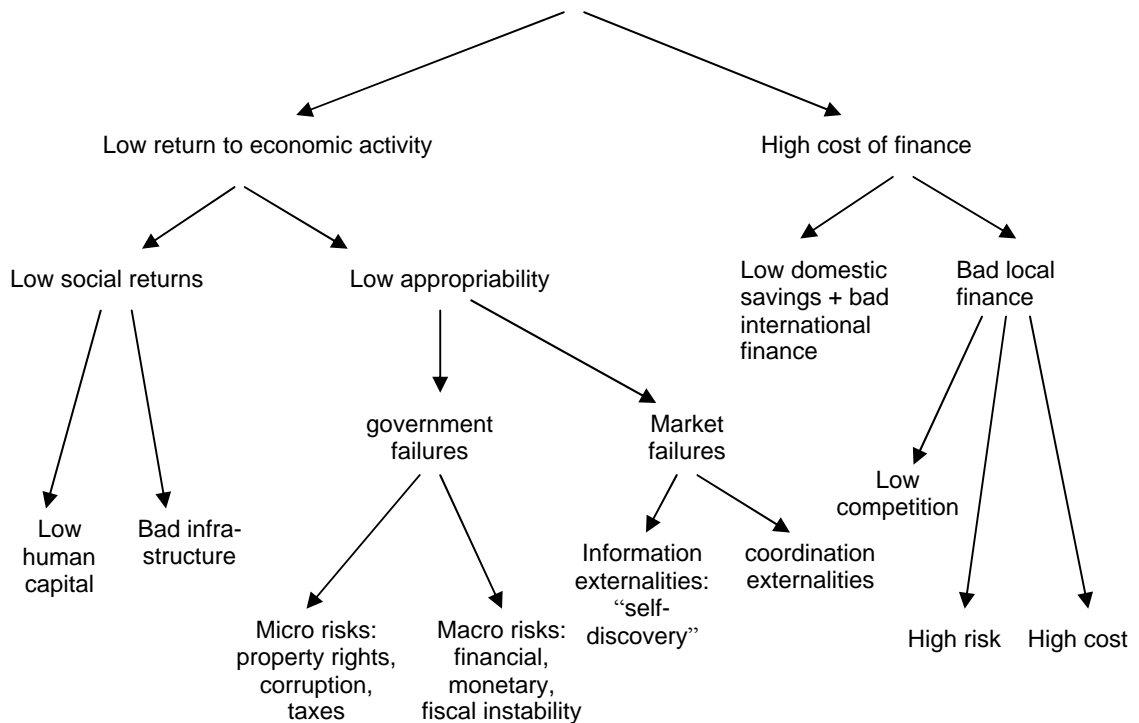 Low return to economic activity
High cost of finance
Low social returns
Low appropriability
Low domestic
savings + bad
international
finance
Bad local
finance
government
failures
Market
failures
Low
competition
Low
human
capital
Bad infra-
structure
Information
externalities:
“self-
discovery”
coordination
externalities
Micro risks:
property rights,
corruption,
taxes
Macro risks:
financial,
monetary,
fiscal instability
High risk
High cost